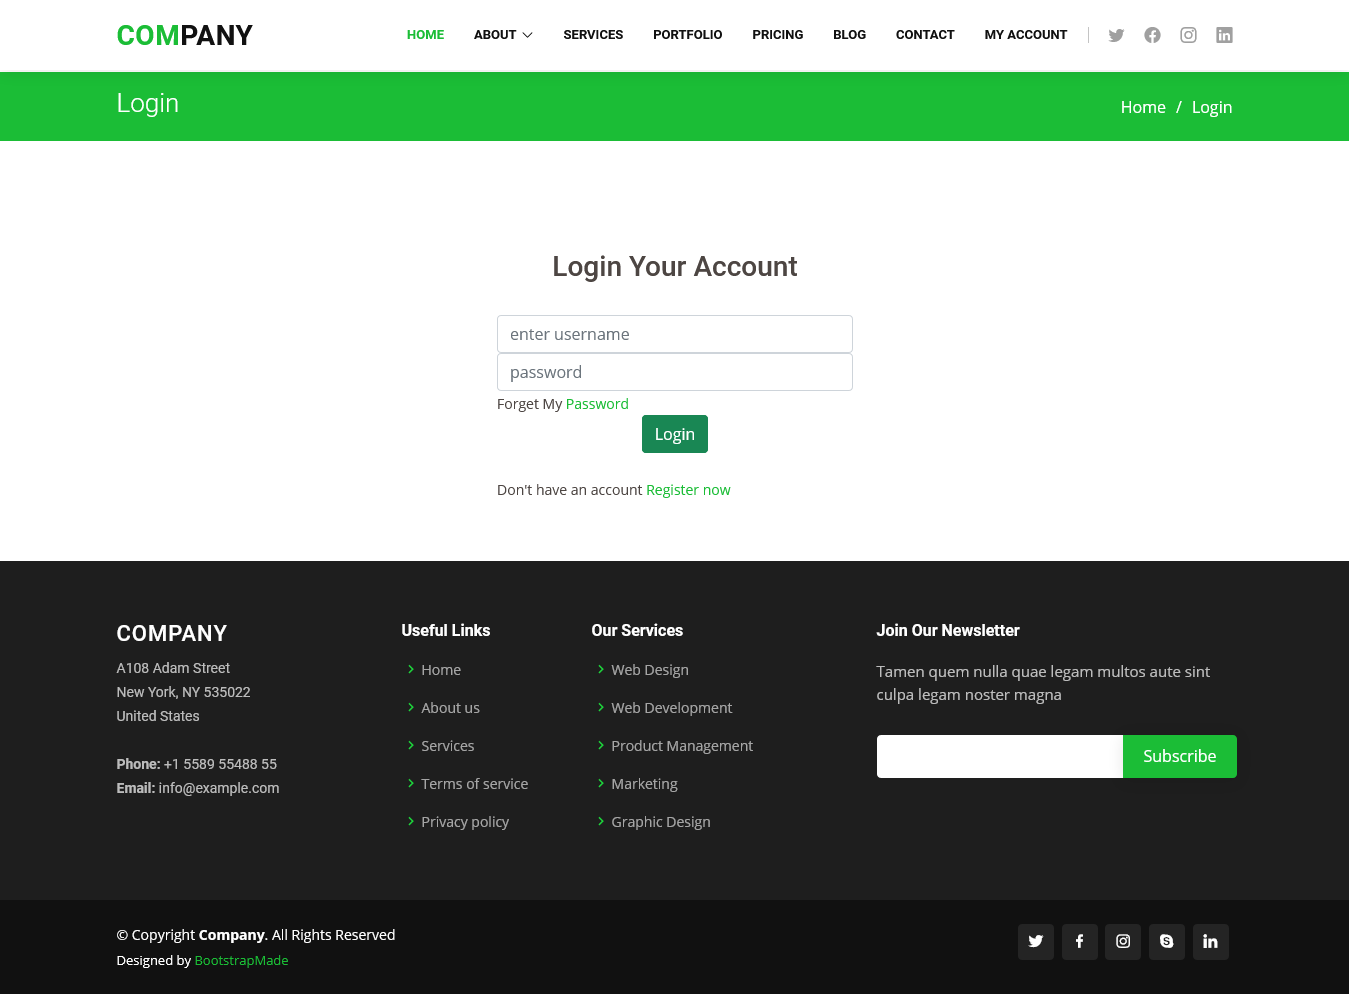 COMPANY
HOME ABOUT SERVICES PORTFOLIO PRICING BLOG CONTACT MY ACCOUNT
Login
Home / Login
Login Your Account
enter username
password
Forget My Password
Login
Don't have an account Register now
COMPANY
A108 Adam Street
New York, NY 535022
United States
Phone: +1 5589 55488 55
Email: info@example.com
Useful Links
Home
About us
Services
Terms of service
Privacy policy
Our Services
Web Design
Web Development
Product Management
Marketing
Graphic Design
Join Our Newsletter
Tamen quem nulla quae legam multos aute sint
culpa legam noster magna
Subscribe
© Copyright Company. All Rights Reserved
Designed by BootstrapMade